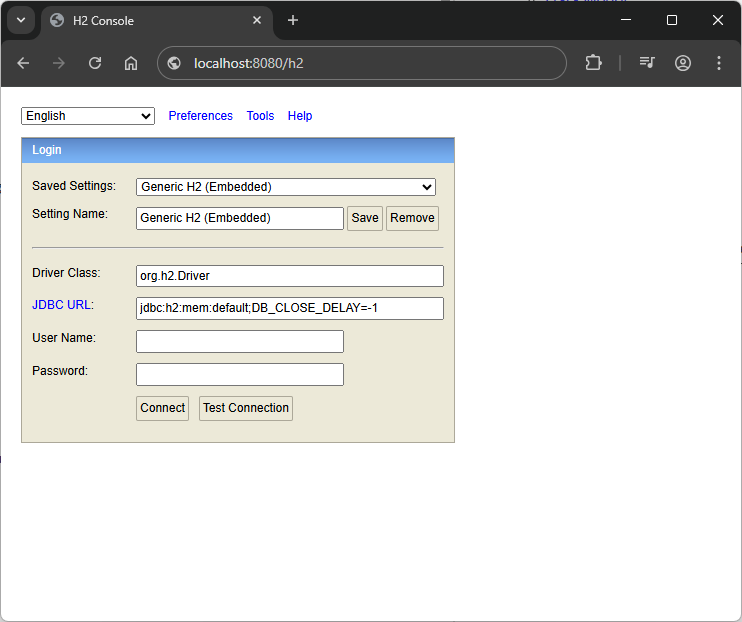 H2 Console
localhost:8080/h2
English Preferences Tools Help
Login
Saved Settings: Generic H2 (Embedded)
Setting Name: Generic H2 (Embedded) Save Remove
Driver Class: org.h2.Driver
JDBC URL: jdbc:h2:mem:default;DB_CLOSE_DELAY=-1
User Name:
Password:
Connect Test Connection